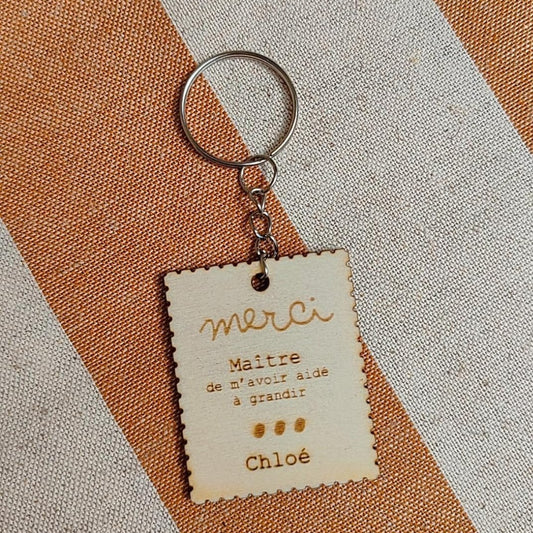 merci
Maître
de m'avoir aidé
à grandir
Chloé